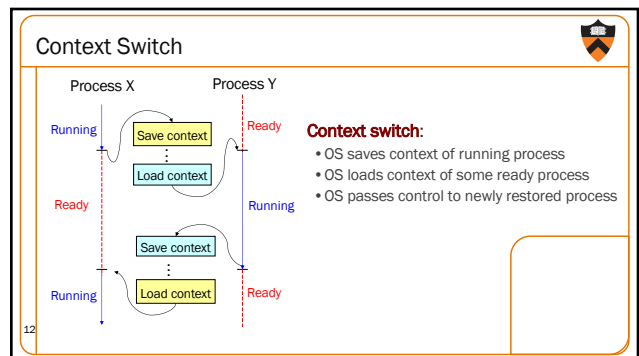 Context Switch
Process X
Process Y
Running
Save context
Ready
Load context
Ready
Running
Save context
Load context
Running
Ready
Context switch:
• OS saves context of running process
• OS loads context of some ready process
• OS passes control to newly restored process
12